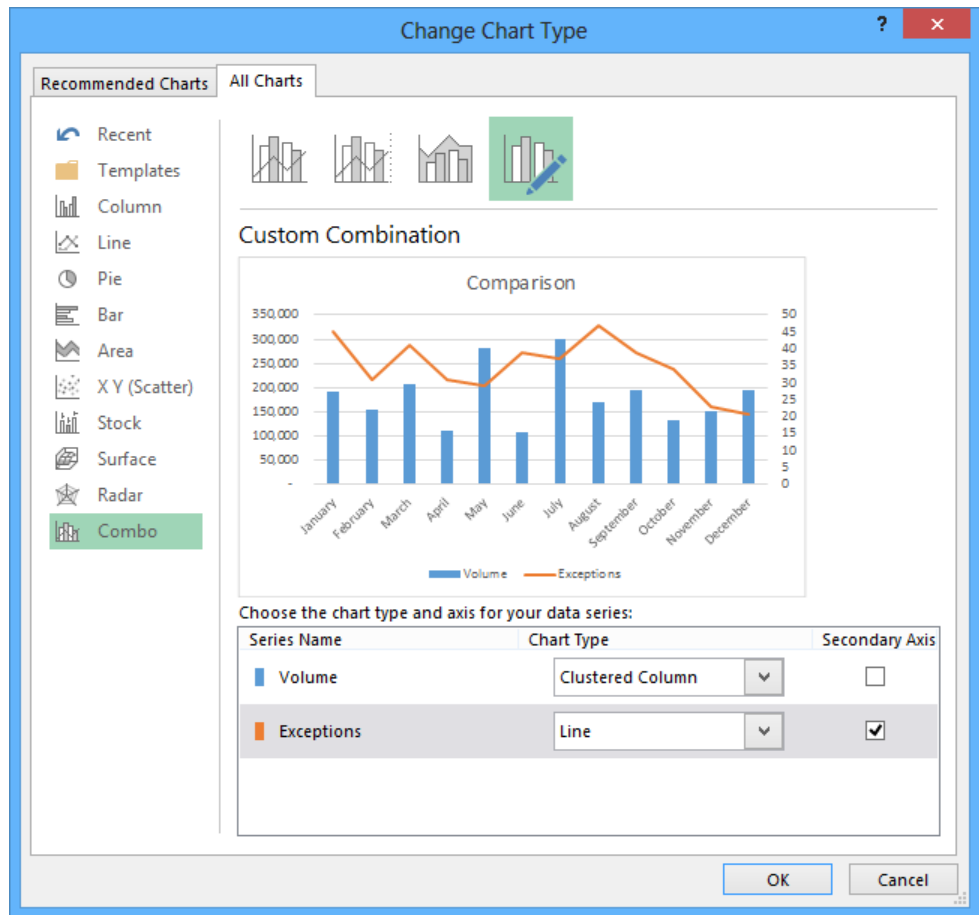 Change Chart Type
?
×
Recommended Charts
All Charts
Recent
Templates
Column
Line
Pie
Bar
Area
X Y (Scatter)
Stock
Surface
Radar
Combo
Custom Combination
Comparison
350,000
300,000
250,000
200,000
150,000
100,000
50,000
-
50
45
40
35
30
25
20
15
10
5
0
January
February
March
April
May
June
July
August
September
October
November
December
Volume
Exceptions
Choose the chart type and axis for your data series:
Series Name Chart Type Secondary Axis
Volume Clustered Column
Exceptions Line
OK
Cancel